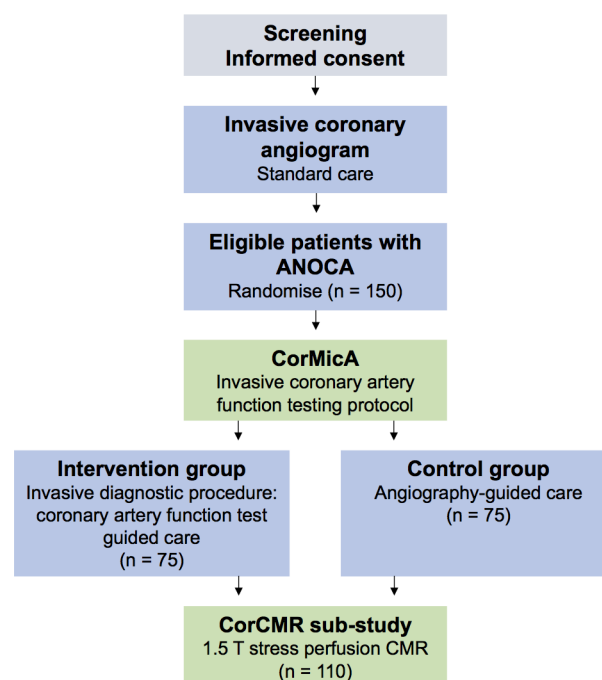 Screening
Informed consent
Invasive coronary
angiogram
Standard care
Eligible patients with
ANOCA
Randomise (n = 150)
CorMicA
Invasive coronary artery
function testing protocol
Intervention group
Invasive diagnostic procedure:
coronary artery function test
guided care
(n = 75)
Control group
Angiography-guided care
(n = 75)
CorCMR sub-study
1.5 T stress perfusion CMR
(n = 110)